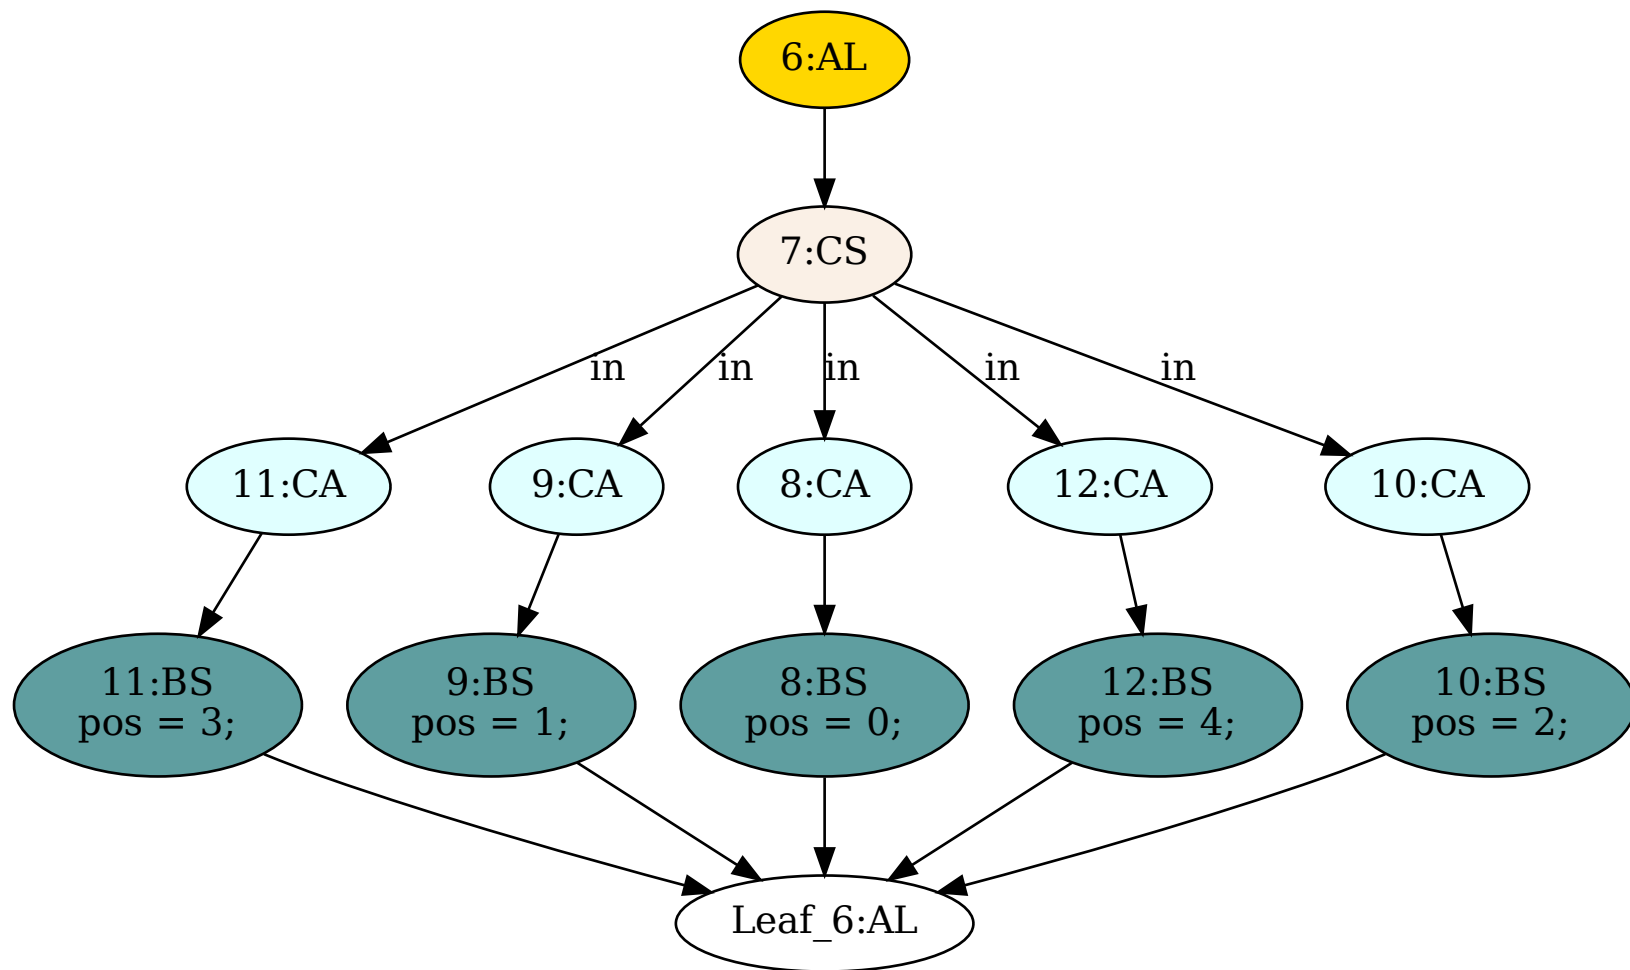 6:AL
7:CS
in
in
in
in
in
11:CA
9:CA
8:CA
12:CA
10:CA
11:BS
pos = 3;
9:BS
pos = 1;
8:BS
pos = 0;
12:BS
pos = 4;
10:BS
pos = 2;
Leaf_6:AL